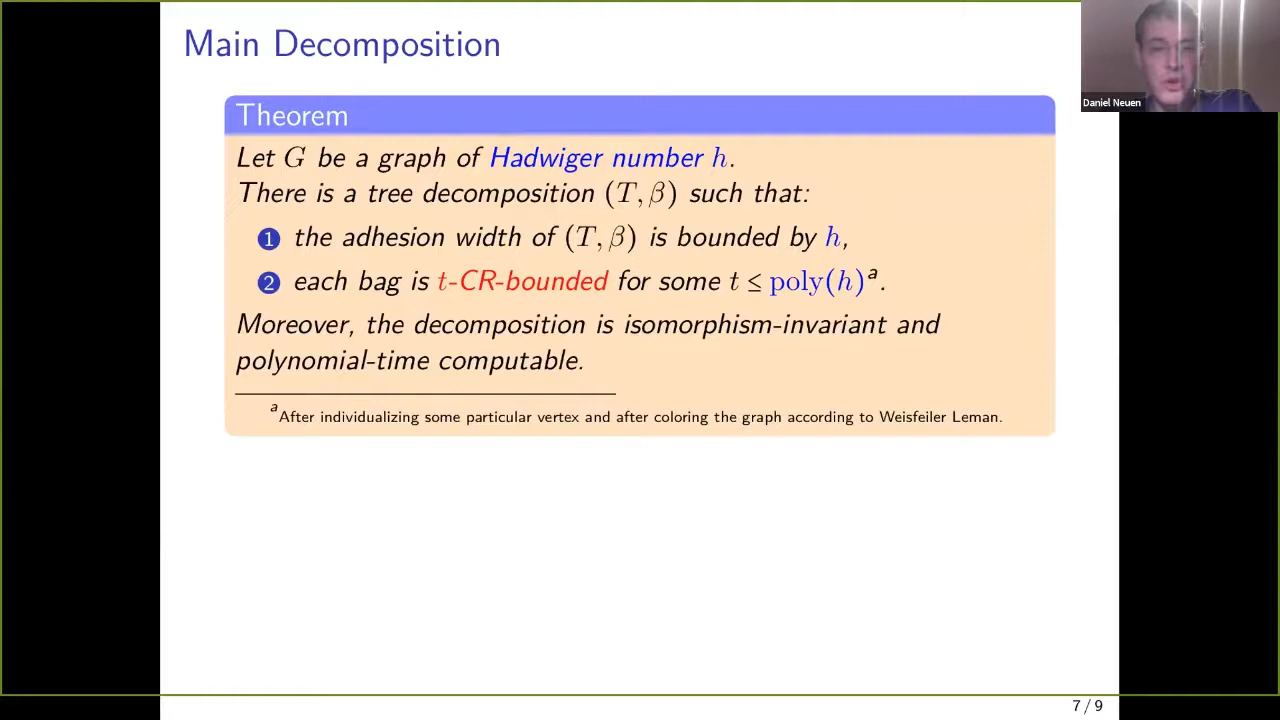 Main Decomposition
Daniel Neuen
Theorem
Let G be a graph of Hadwiger number h.
There is a tree decomposition (T, β) such that:
1 the adhesion width of (T, β) is bounded by h,
2 each bag is t-CR-bounded for some t ≤ poly(h)ᵃ.
Moreover, the decomposition is isomorphism-invariant and
polynomial-time computable.
ᵃAfter individualizing some particular vertex and after coloring the graph according to Weisfeiler Leman.
7 / 9